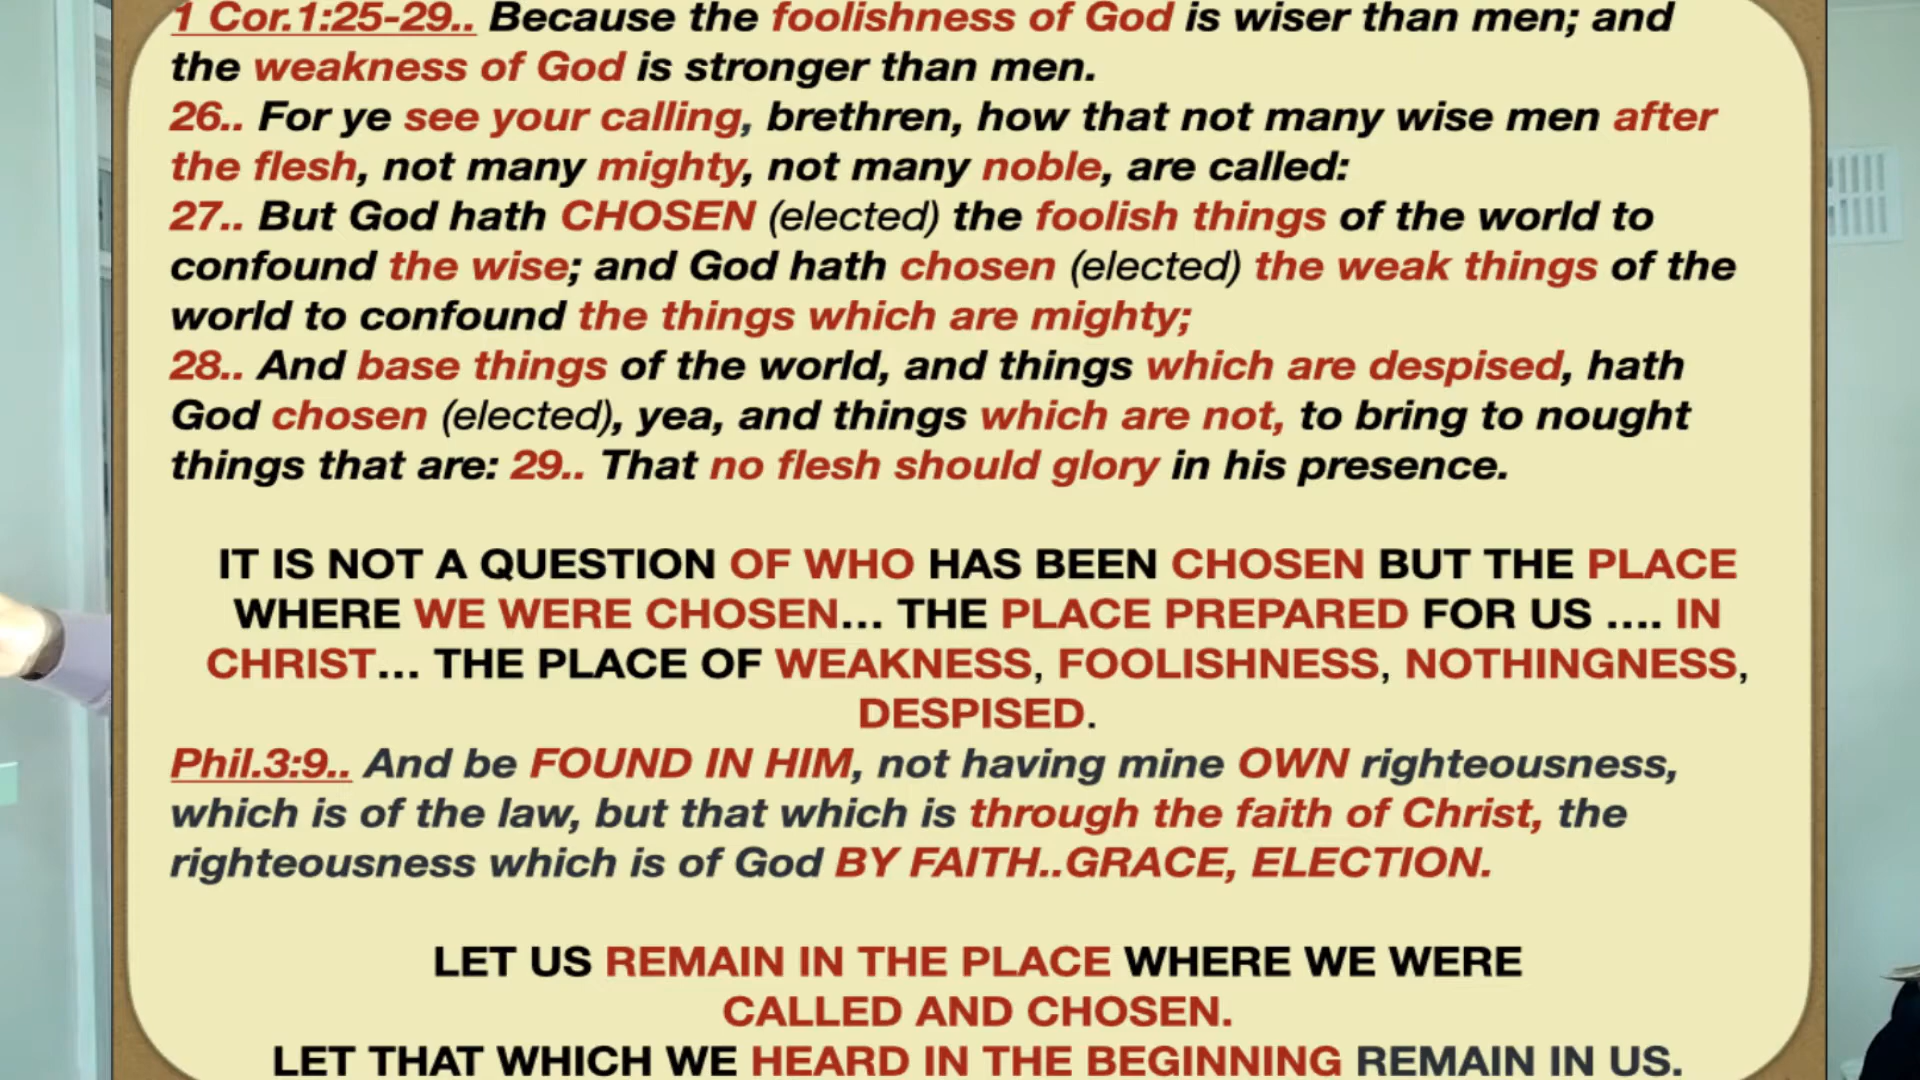 1 Cor.1:25-29.. Because the foolishness of God is wiser than men; and
the weakness of God is stronger than men.
26.. For ye see your calling, brethren, how that not many wise men after
the flesh, not many mighty, not many noble, are called:
27.. But God hath CHOSEN (elected) the foolish things of the world to
confound the wise; and God hath chosen (elected) the weak things of the
world to confound the things which are mighty;
28.. And base things of the world, and things which are despised, hath
God chosen (elected), yea, and things which are not, to bring to nought
things that are: 29.. That no flesh should glory in his presence.
IT IS NOT A QUESTION OF WHO HAS BEEN CHOSEN BUT THE PLACE
WHERE WE WERE CHOSEN... THE PLACE PREPARED FOR US .... IN
CHRIST... THE PLACE OF WEAKNESS, FOOLISHNESS, NOTHINGNESS,
DESPISED.
Phil.3:9.. And be FOUND IN HIM, not having mine OWN righteousness,
which is of the law, but that which is through the faith of Christ, the
righteousness which is of God BY FAITH..GRACE, ELECTION.
LET US REMAIN IN THE PLACE WHERE WE WERE
CALLED AND CHOSEN.
LET THAT WHICH WE HEARD IN THE BEGINNING REMAIN IN US.